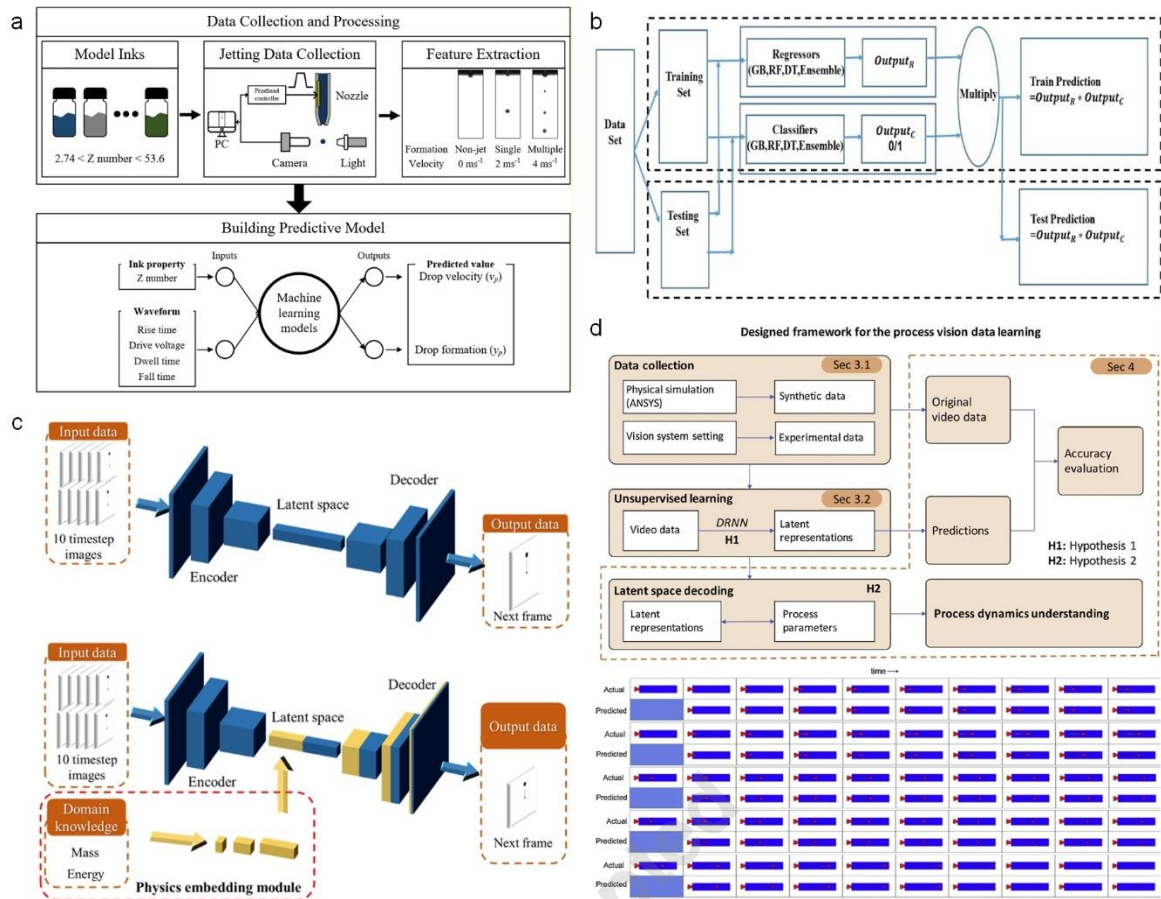 a
Data Collection and Processing
Model Inks
2.74 < Z number < 53.6
Jetting Data Collection
Printhead
controller
Nozzle
PC
Camera
Light
Feature Extraction
Formation Non-jet Single Multiple
Velocity 0 ms-1 2 ms-1 4 ms-1
Building Predictive Model
Ink property
Z number
Inputs
Outputs
Predicted value
Drop velocity (vp)
Waveform
Rise time
Drive voltage
Dwell time
Fall time
Machine
learning
models
Drop formation (vp)
b
Data
Set
Training
Set
Testing
Set
Regressors
(GB,RF,DT,Ensemble)
OutputR
Classifiers
(GB,RF,DT,Ensemble)
OutputC
0/1
Multiply
Train Prediction
=OutputR * OutputC
Test Prediction
=OutputR * OutputC
c
Input data
10 timestep
images
Encoder
Latent space
Decoder
Output data
Next frame
Input data
10 timestep
images
Encoder
Latent space
Decoder
Output data
Next frame
Domain
knowledge
Mass
Energy
Physics embedding module
d
Designed framework for the process vision data learning
Data collection
Sec 3.1
Physical simulation
(ANSYS)
Synthetic data
Vision system setting
Experimental data
Unsupervised learning
Sec 3.2
Video data
DRNN
H1
Latent
representations
Latent space decoding
H2
Latent
representations
Process
parameters
Sec 4
Original
video data
Accuracy
evaluation
Predictions
H1: Hypothesis 1
H2: Hypothesis 2
Process dynamics understanding
time
Actual
Predicted
Actual
Predicted
Actual
Predicted
Actual
Predicted
Actual
Predicted